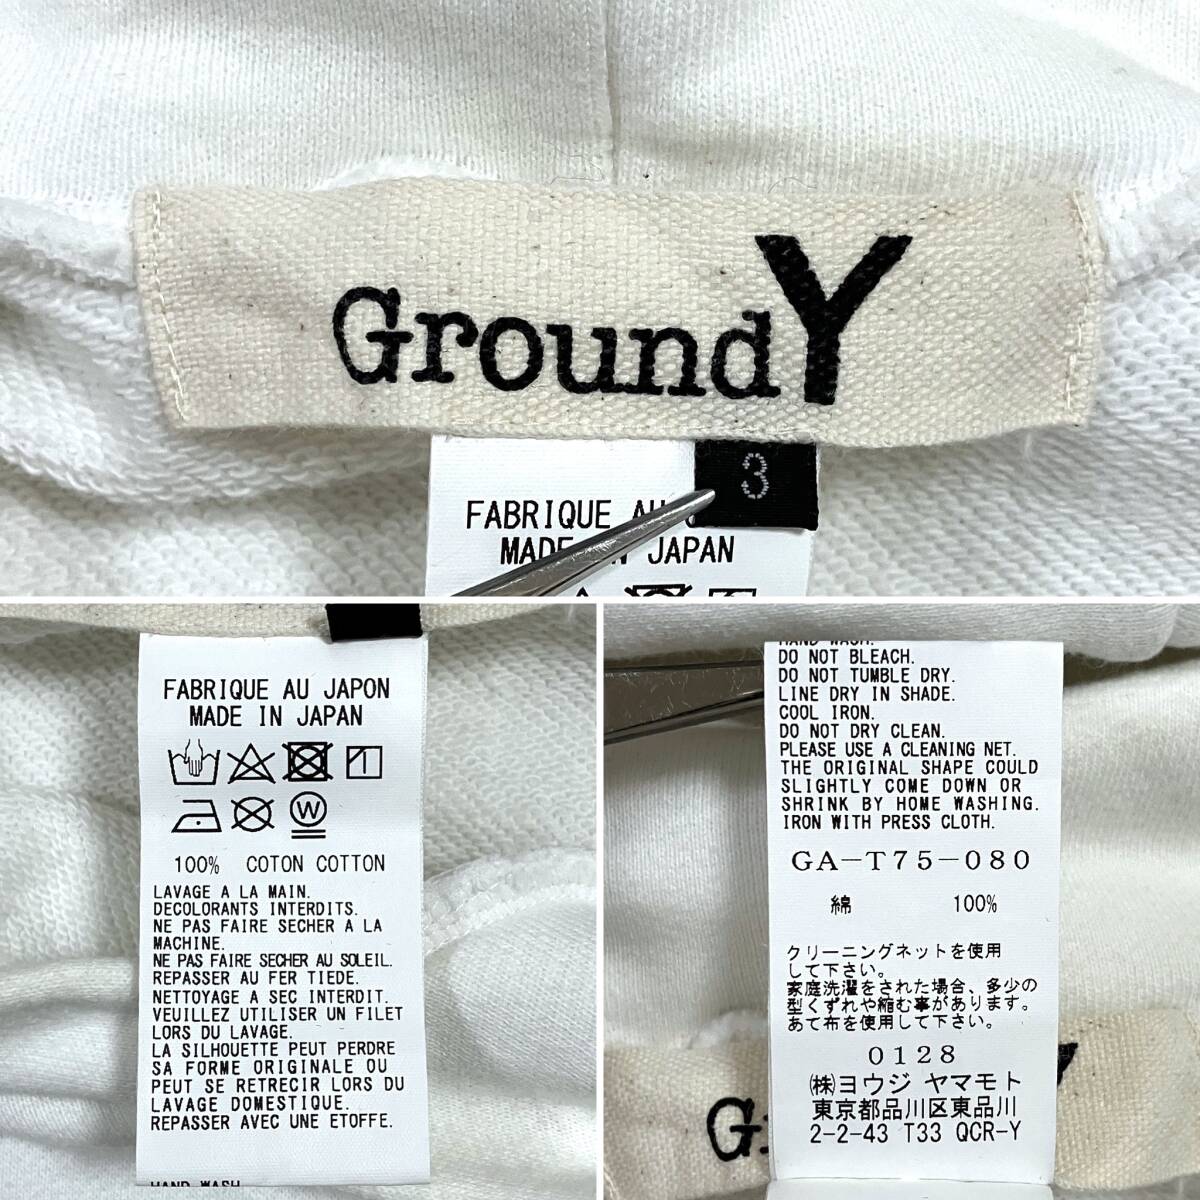 GroundY
3
FABRIQUE AU
MADE IN JAPAN
FABRIQUE AU JAPON
MADE IN JAPAN
W
100% COTON COTTON
LAVAGE A LA MAIN.
DECOLORANTS INTERDITS.
NE PAS FAIRE SECHER A LA
MACHINE.
NE PAS FAIRE SECHER AU SOLEIL.
REPASSER AU FER TIEDE.
NETTOYAGE A SEC INTERDIT.
VEUILLEZ UTILISER UN FILET
LORS DU LAVAGE.
LA SILHOUETTE PEUT PERDRE
SA FORME ORIGINALE OU
PEUT SE RETRECIR LORS DU
LAVAGE DOMESTIQUE.
REPASSER AVEC UNE ETOFFE.
HAND WASH
HAND WASH.
DO NOT BLEACH.
DO NOT TUMBLE DRY.
LINE DRY IN SHADE.
COOL IRON.
DO NOT DRY CLEAN.
PLEASE USE A CLEANING NET.
THE ORIGINAL SHAPE COULD
SLIGHTLY COME DOWN OR
SHRINK BY HOME WASHING.
IRON WITH PRESS CLOTH.
GA-T75-080
綿 100%
クリーニングネットを使用
して下さい。
家庭洗濯をされた場合、多少の
型くずれや縮む事があります。
あて布を使用して下さい。
0128
㈱ヨウジ ヤマモト
東京都品川区東品川
2-2-43 T33 QCR-Y